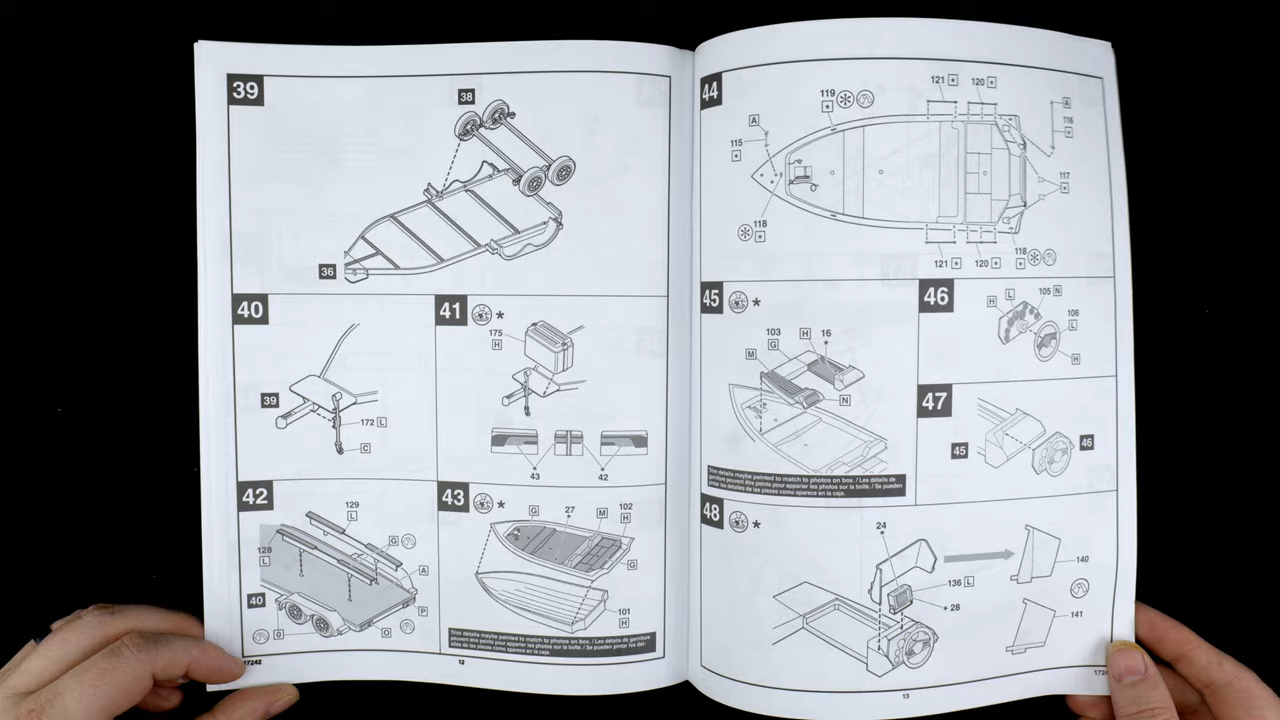 39
38
36
40
39
172 L
C
41
*
175
H
*
43
*
42
42
129
L
128
L
G
A
40
P
O
O
43
*
G
*
27
M
102
H
G
101
H
Trim details maybe painted to match to photos on box. / Les détails de
garniture peuvent être peints pour apparier les photos sur la boîte. / Se pueden pintar los detalles de las piezas como aparece en la caja.
17242
12
44
121 *
120 *
119
*
A
115
*
A
116
*
117
*
118
*
121 *
120 *
118
*
45
*
103
G
H
16
*
M
N
Trim details maybe painted to match to photos on box. / Les détails de
garniture peuvent être peints pour apparier les photos sur la boîte. / Se pueden
pintar los detalles de las piezas como aparece en la caja.
46
H
L
105 N
106
L
H
47
45
46
48
*
24
*
136 L
* 28
140
141
13